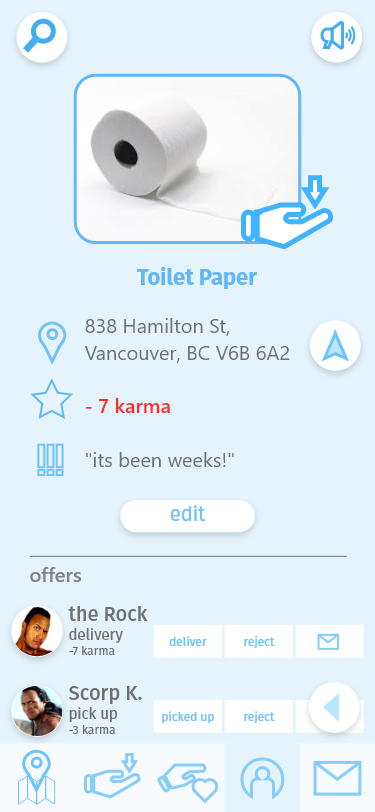 Toilet Paper
838 Hamilton St,
Vancouver, BC V6B 6A2
- 7 karma
"its been weeks!"
edit
offers
the Rock
delivery
-7 karma
deliver
reject
Scorp K.
pick up
-3 karma
picked up
reject